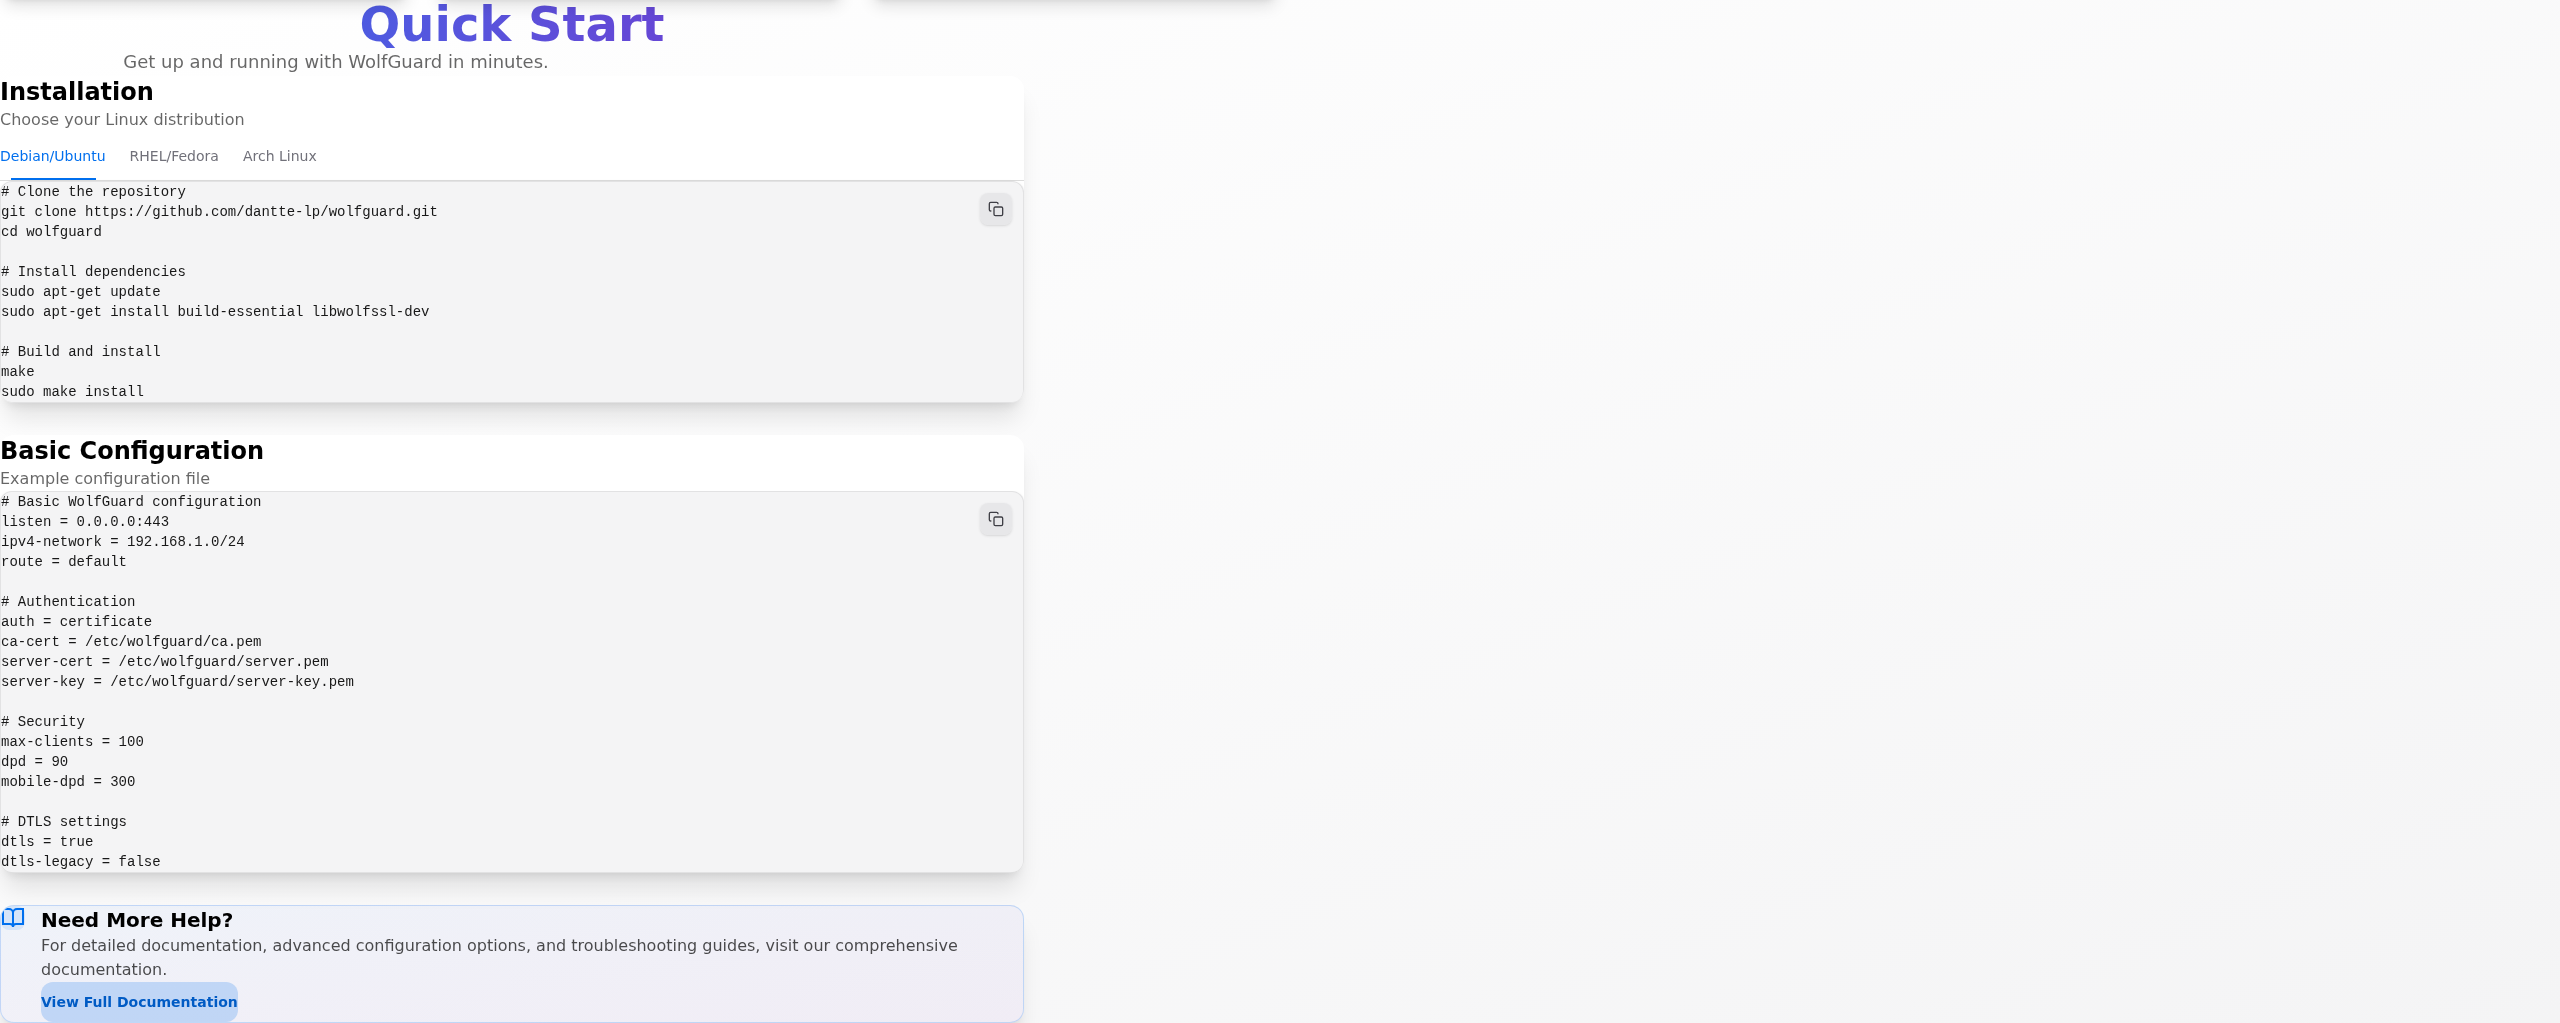 Quick Start
Get up and running with WolfGuard in minutes.
Installation
Choose your Linux distribution
Debian/Ubuntu RHEL/Fedora Arch Linux
# Clone the repository
git clone https://github.com/dantte-lp/wolfguard.git
cd wolfguard
# Install dependencies
sudo apt-get update
sudo apt-get install build-essential libwolfssl-dev
# Build and install
make
sudo make install
Basic Configuration
Example configuration file
# Basic WolfGuard configuration
listen = 0.0.0.0:443
ipv4-network = 192.168.1.0/24
route = default
# Authentication
auth = certificate
ca-cert = /etc/wolfguard/ca.pem
server-cert = /etc/wolfguard/server.pem
server-key = /etc/wolfguard/server-key.pem
# Security
max-clients = 100
dpd = 90
mobile-dpd = 300
# DTLS settings
dtls = true
dtls-legacy = false
Need More Help?
For detailed documentation, advanced configuration options, and troubleshooting guides, visit our comprehensive
documentation.
View Full Documentation